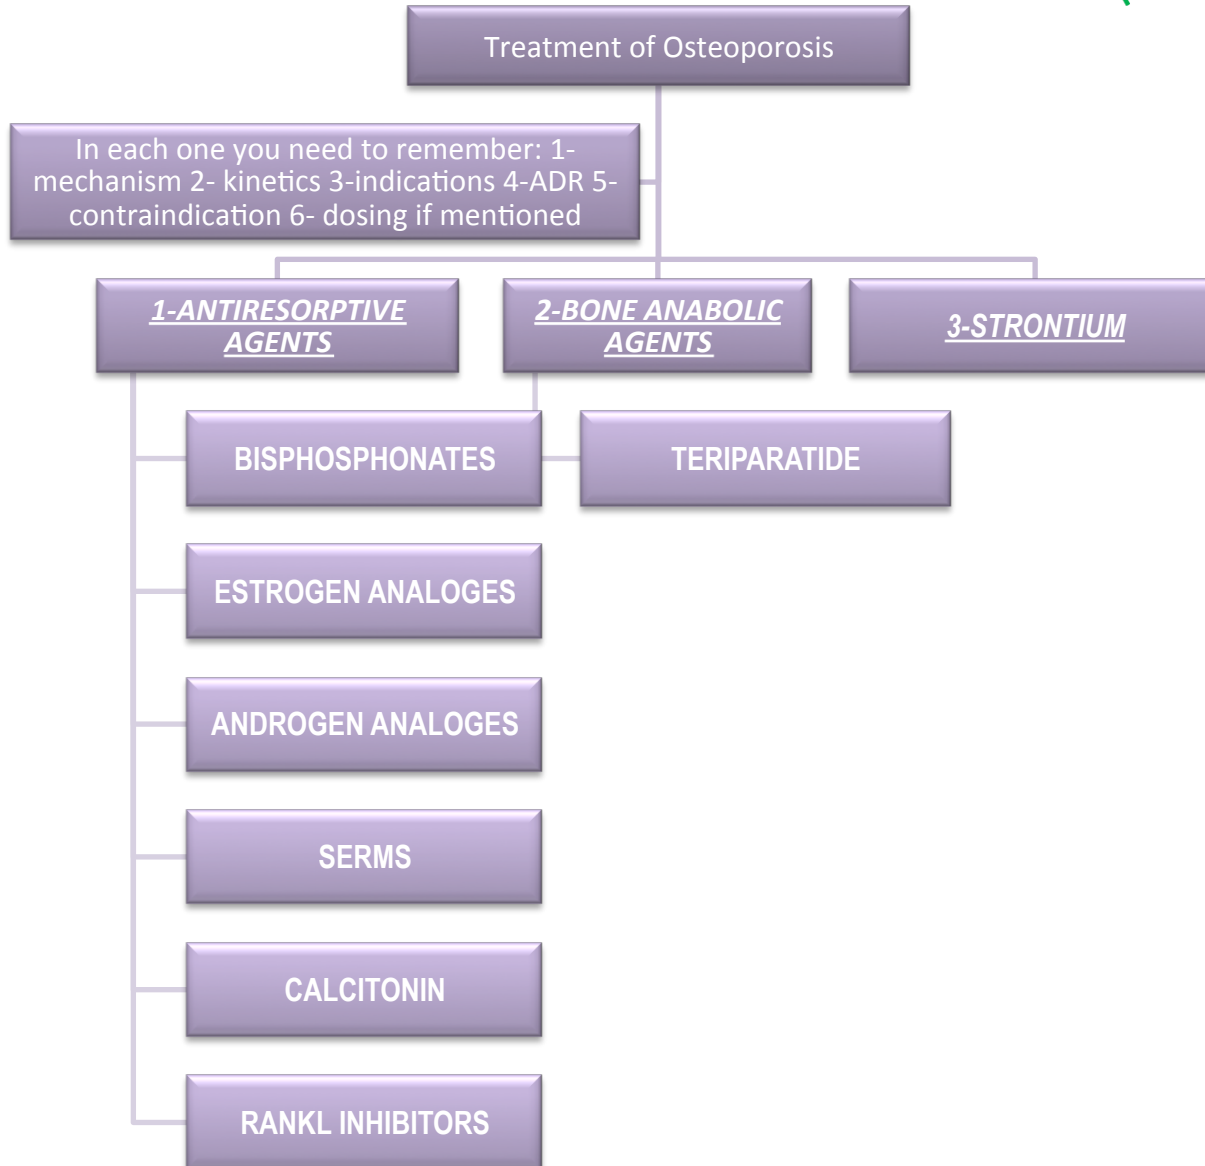 Treatment of Osteoporosis
In each one you need to remember: 1-
mechanism 2- kinetics 3-indications 4-ADR 5-
contraindication 6- dosing if mentioned
1-ANTIRESORPTIVE
AGENTS
2-BONE ANABOLIC
AGENTS
3-STRONTIUM
BISPHOSPHONATES
TERIPARATIDE
ESTROGEN ANALOGES
ANDROGEN ANALOGES
SERMS
CALCITONIN
RANKL INHIBITORS